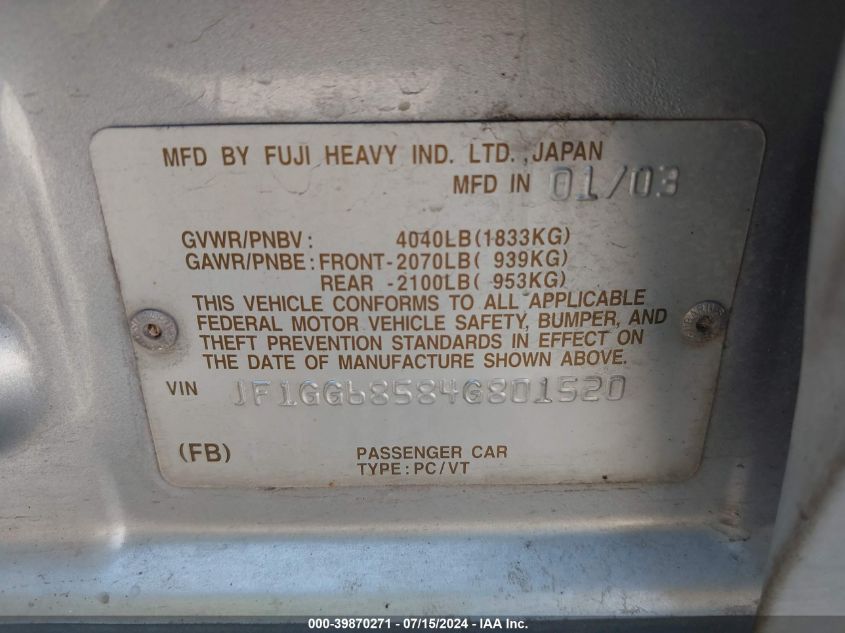 MFD BY FUJI HEAVY IND. LTD. ,JAPAN
MFD IN 01/03
GVWR/PNBV: 4040LB(1833KG)
GAWR/PNBE: FRONT-2070LB( 939KG)
REAR -2100LB( 953KG)
THIS VEHICLE CONFORMS TO ALL APPLICABLE
FEDERAL MOTOR VEHICLE SAFETY, BUMPER, AND
THEFT PREVENTION STANDARDS IN EFFECT ON
THE DATE OF MANUFACTURE SHOWN ABOVE.
VIN JF1GG68584G801520
(FB) PASSENGER CAR
TYPE: PC/VT
000-39870271 - 07/15/2024 - IAA Inc.